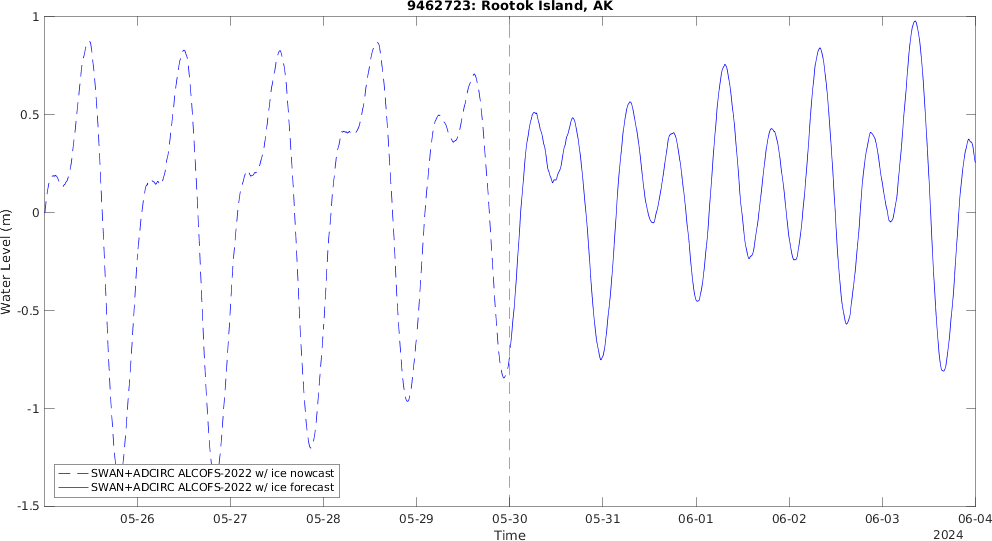 9462723: Rootok Island, AK
Water Level (m)
1
0.5
0
-0.5
-1
-1.5
SWAN+ADCIRC ALCOFS-2022 w/ ice nowcast
SWAN+ADCIRC ALCOFS-2022 w/ ice forecast
05-26 05-27 05-28 05-29 05-30 05-31 06-01 06-02 06-03 06-04
Time
2024